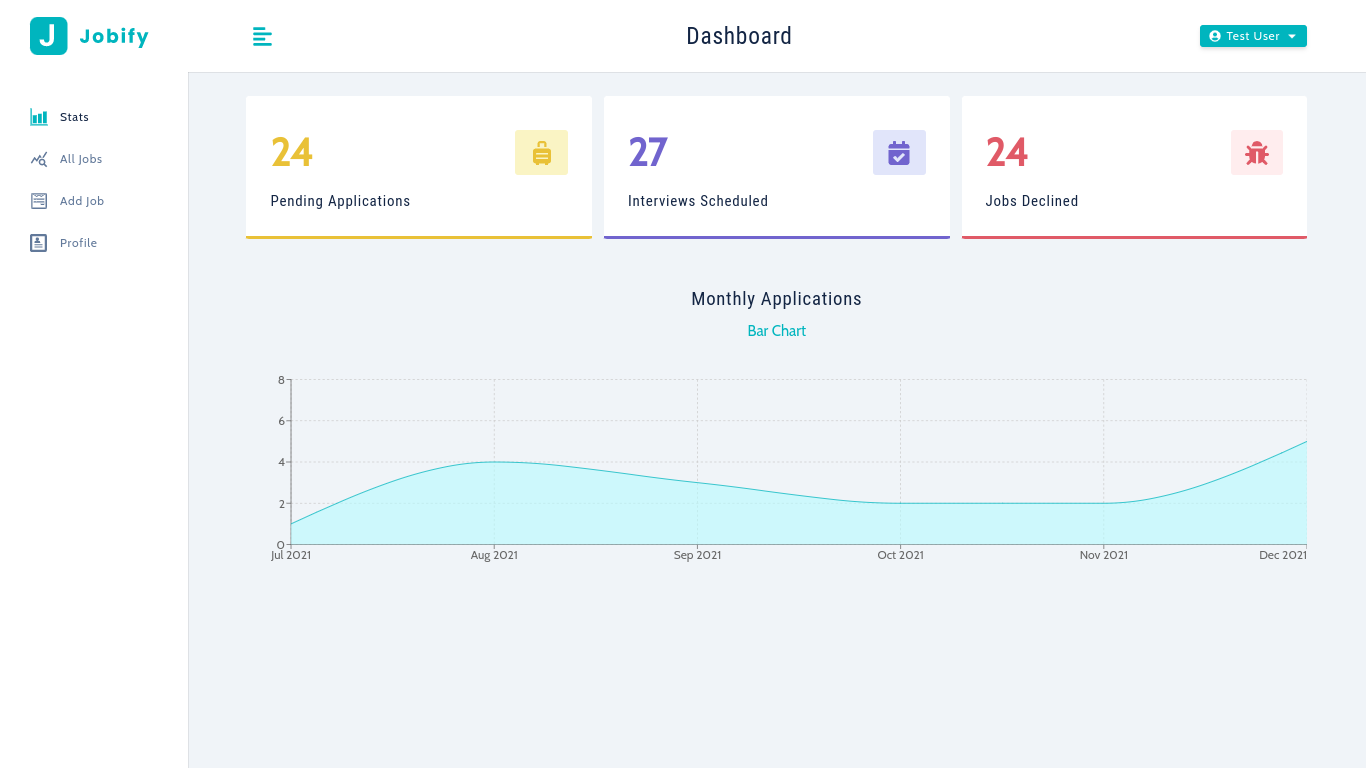 J Jobify
Dashboard
Test User
Stats
All Jobs
Add Job
Profile
24
Pending Applications
27
Interviews Scheduled
24
Jobs Declined
Monthly Applications
Bar Chart
8
6
4
2
0
Jul 2021 Aug 2021 Sep 2021 Oct 2021 Nov 2021 Dec 2021